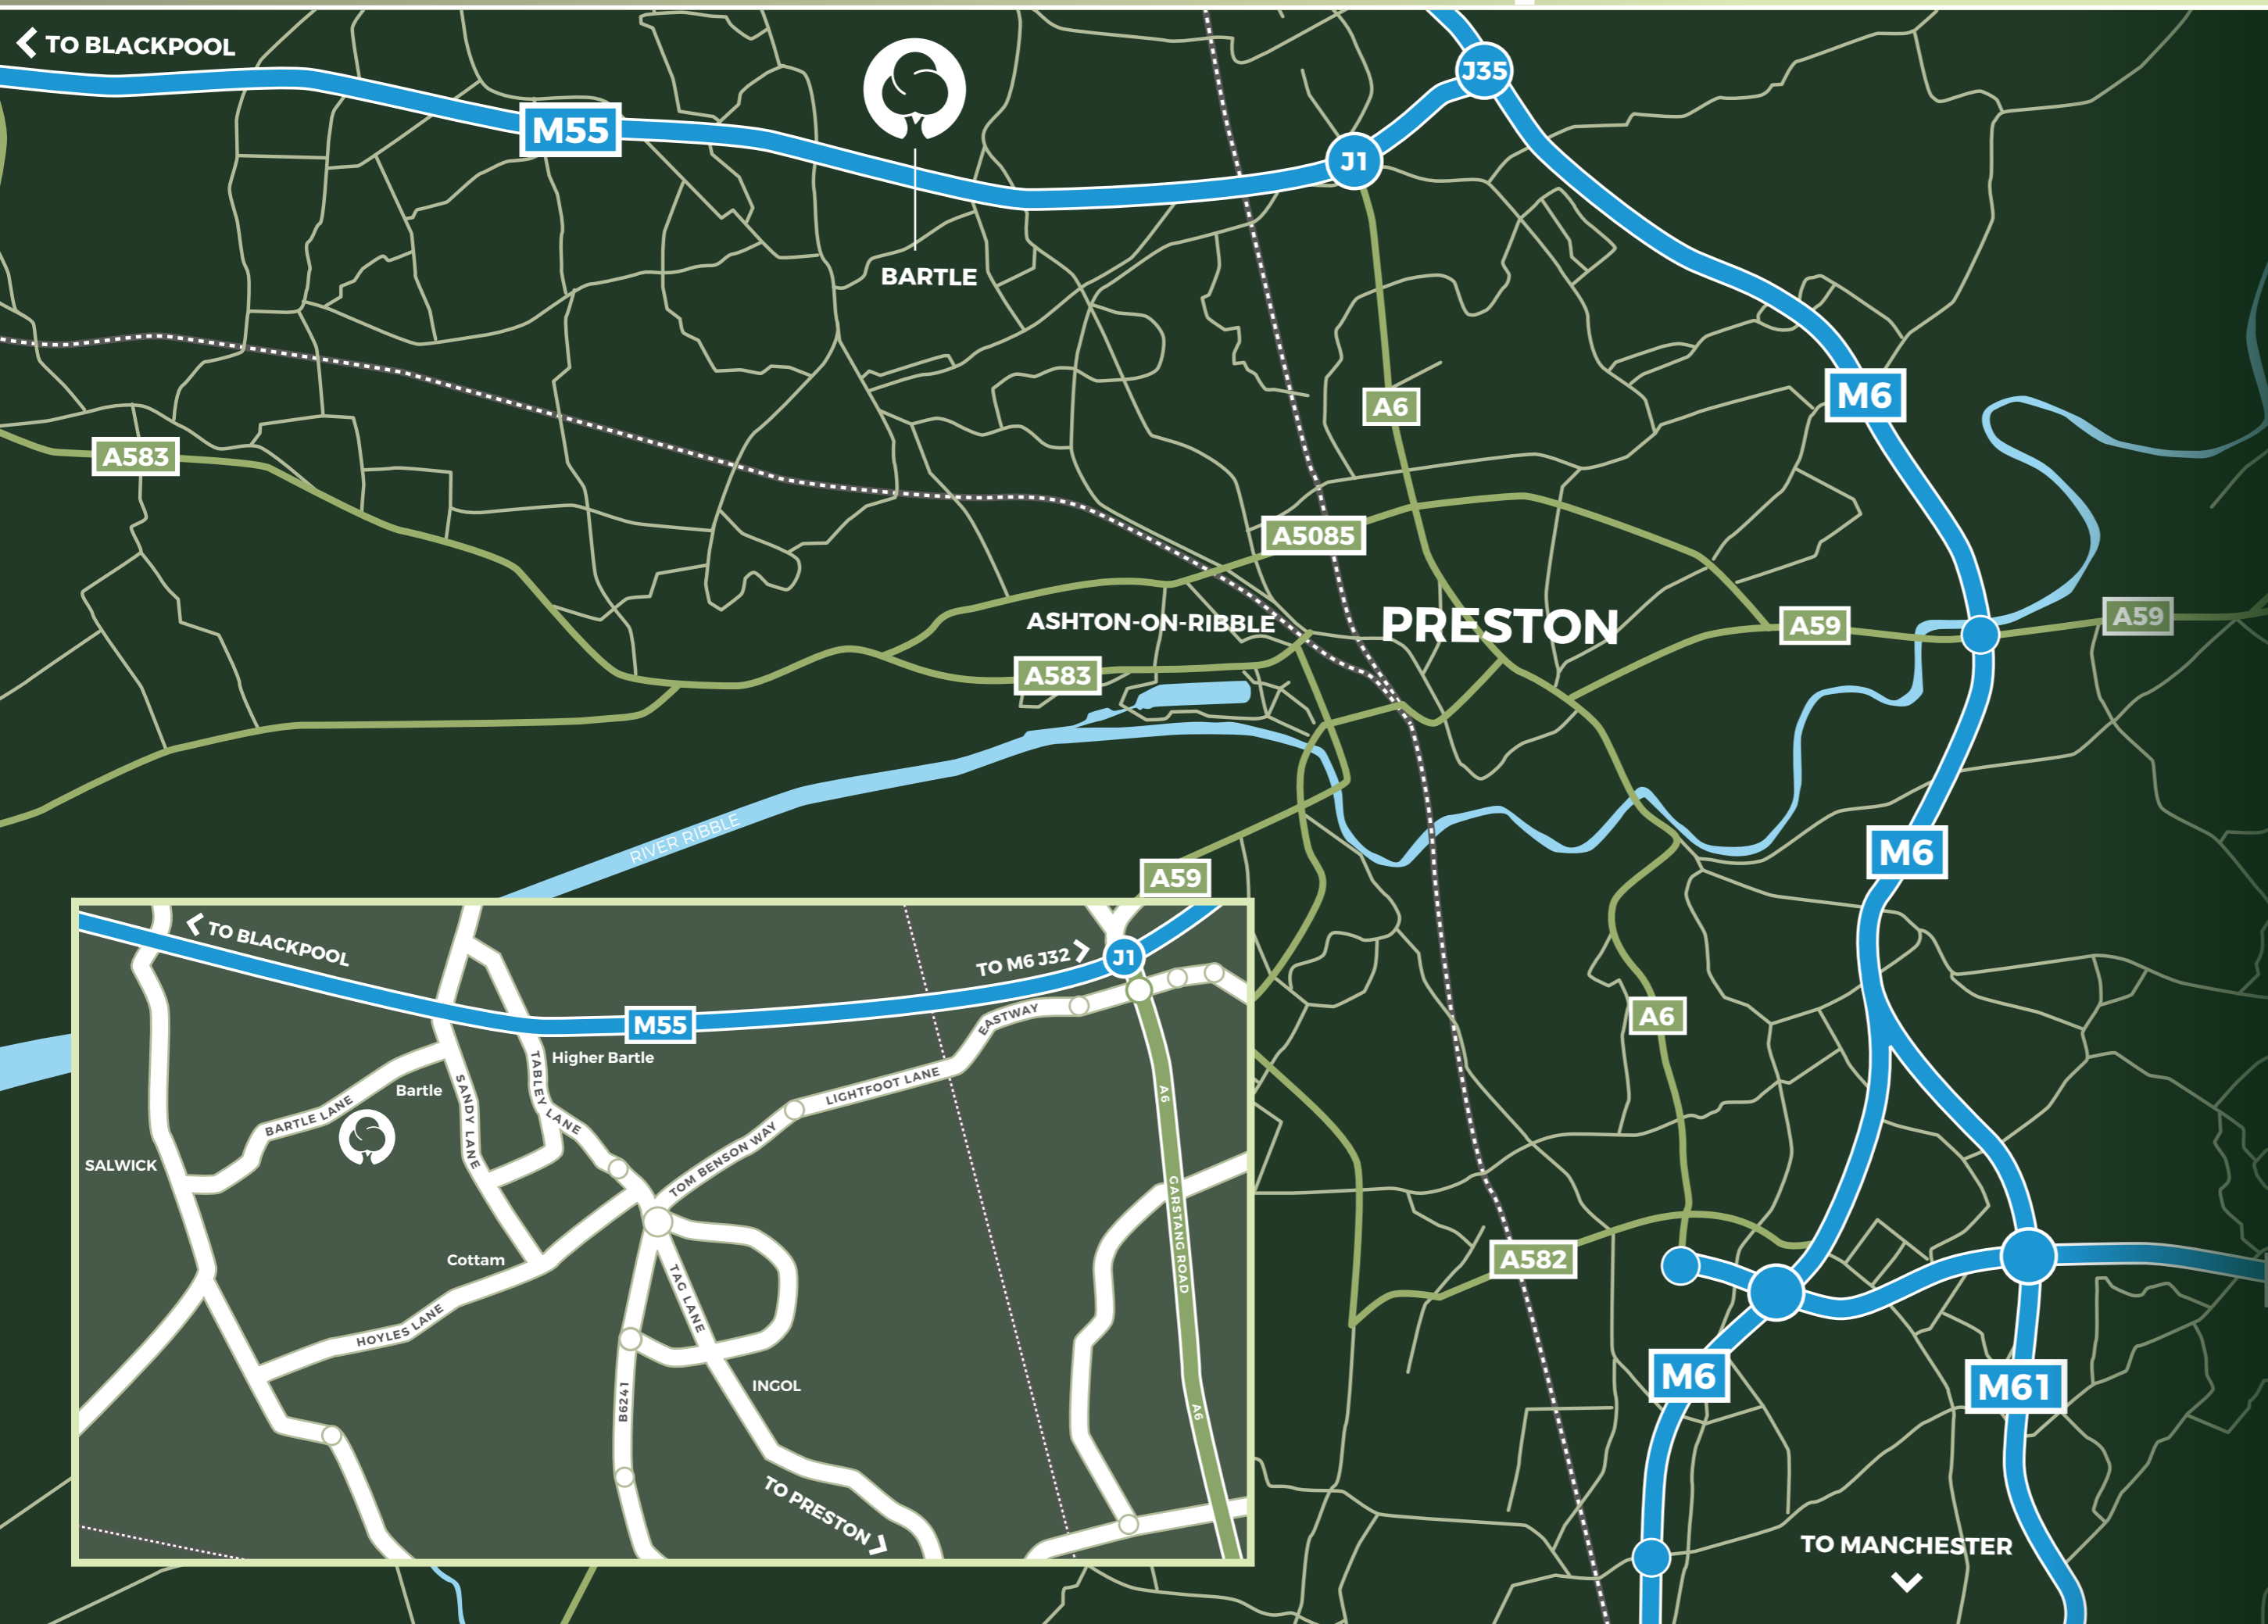 TO BLACKPOOL
J35
M55
J1
BARTLE
M6
A6
A583
A5085
ASHTON-ON-RIBBLE
PRESTON
A59
A59
A583
RIVER RIBBLE
M6
A59
TO BLACKPOOL
TO M6 J32
J1
M55
EASTWAY
A6
Higher Bartle
TABLEY LANE
Bartle
SANDY LANE
LIGHTFOOT LANE
A6
BARTLE LANE
TOM BENSON WAY
SALWICK
GARSTANG ROAD
Cottam
TAG LANE
A582
HOYLES LANE
M6
M61
INGOL
B6241
A6
TO PRESTON
TO MANCHESTER